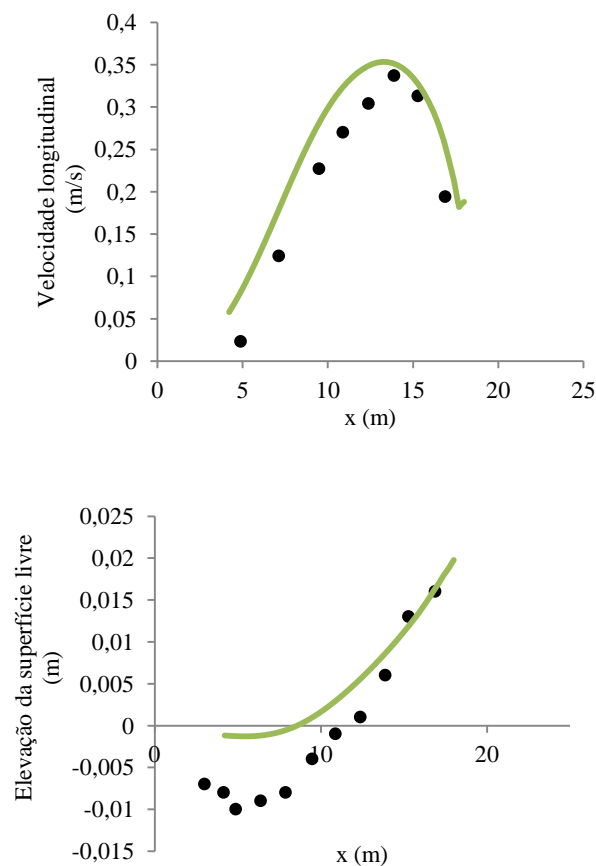 0,4
0,35
0,3
0,25
0,2
0,15
0,1
0,05
0
Velocidade longitudinal
(m/s)
0 5 10 15 20 25
x (m)
0,025
0,02
0,015
0,01
0,005
0
-0,005
-0,01
-0,015
Elevação da superfície livre
(m)
0 10 20
x (m)